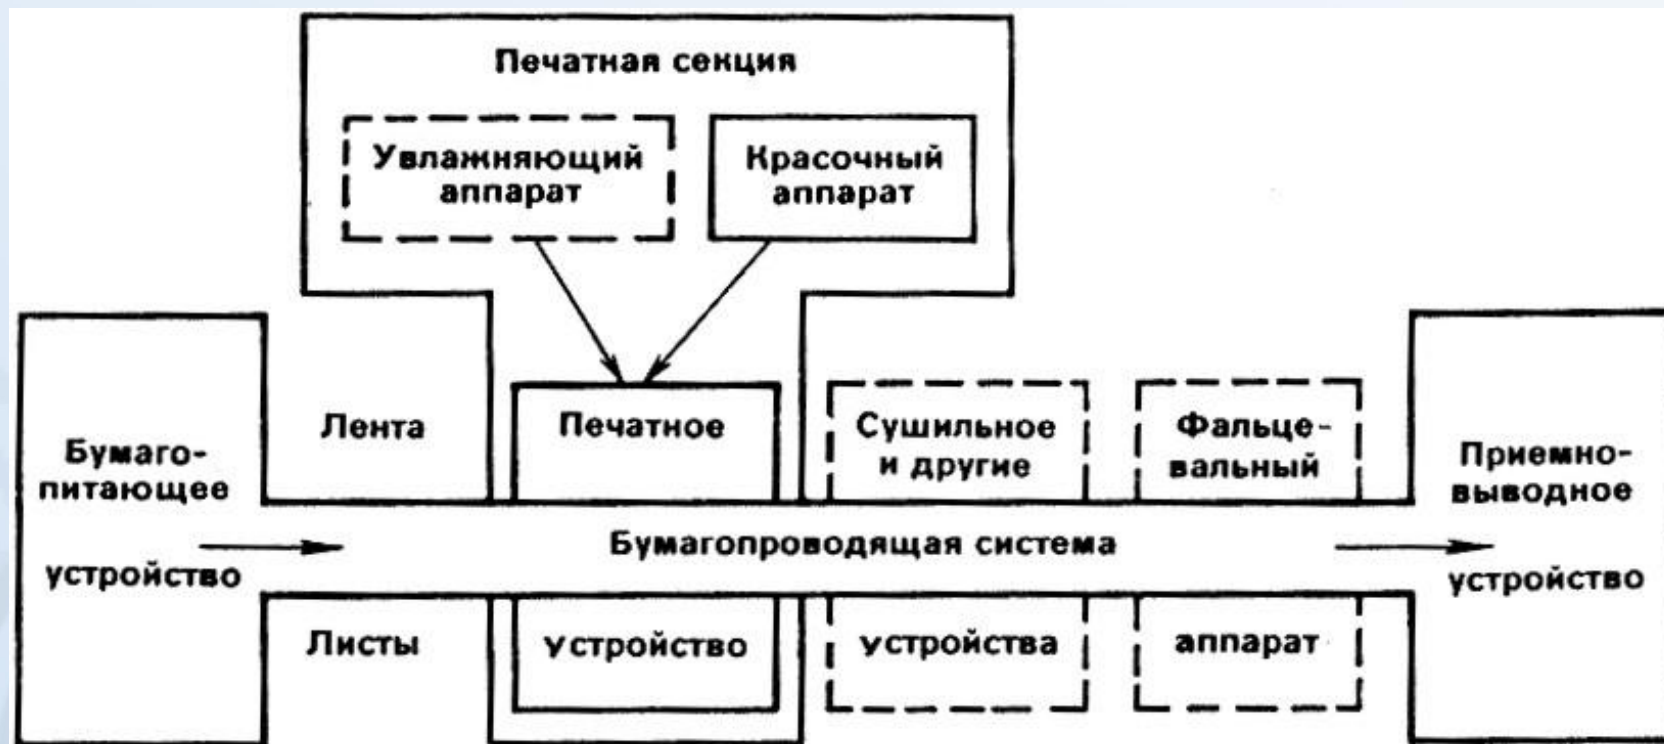 Печатная секция
Увлажняющий
аппарат
Красочный
аппарат
Бумаго-
питающее
устройство
Лента
Листы
Печатное
устройство
Сушильное
и другие
устройства
Фальце-
вальный
аппарат
Бумагопроводящая система
Приемно-
выводное
устройство